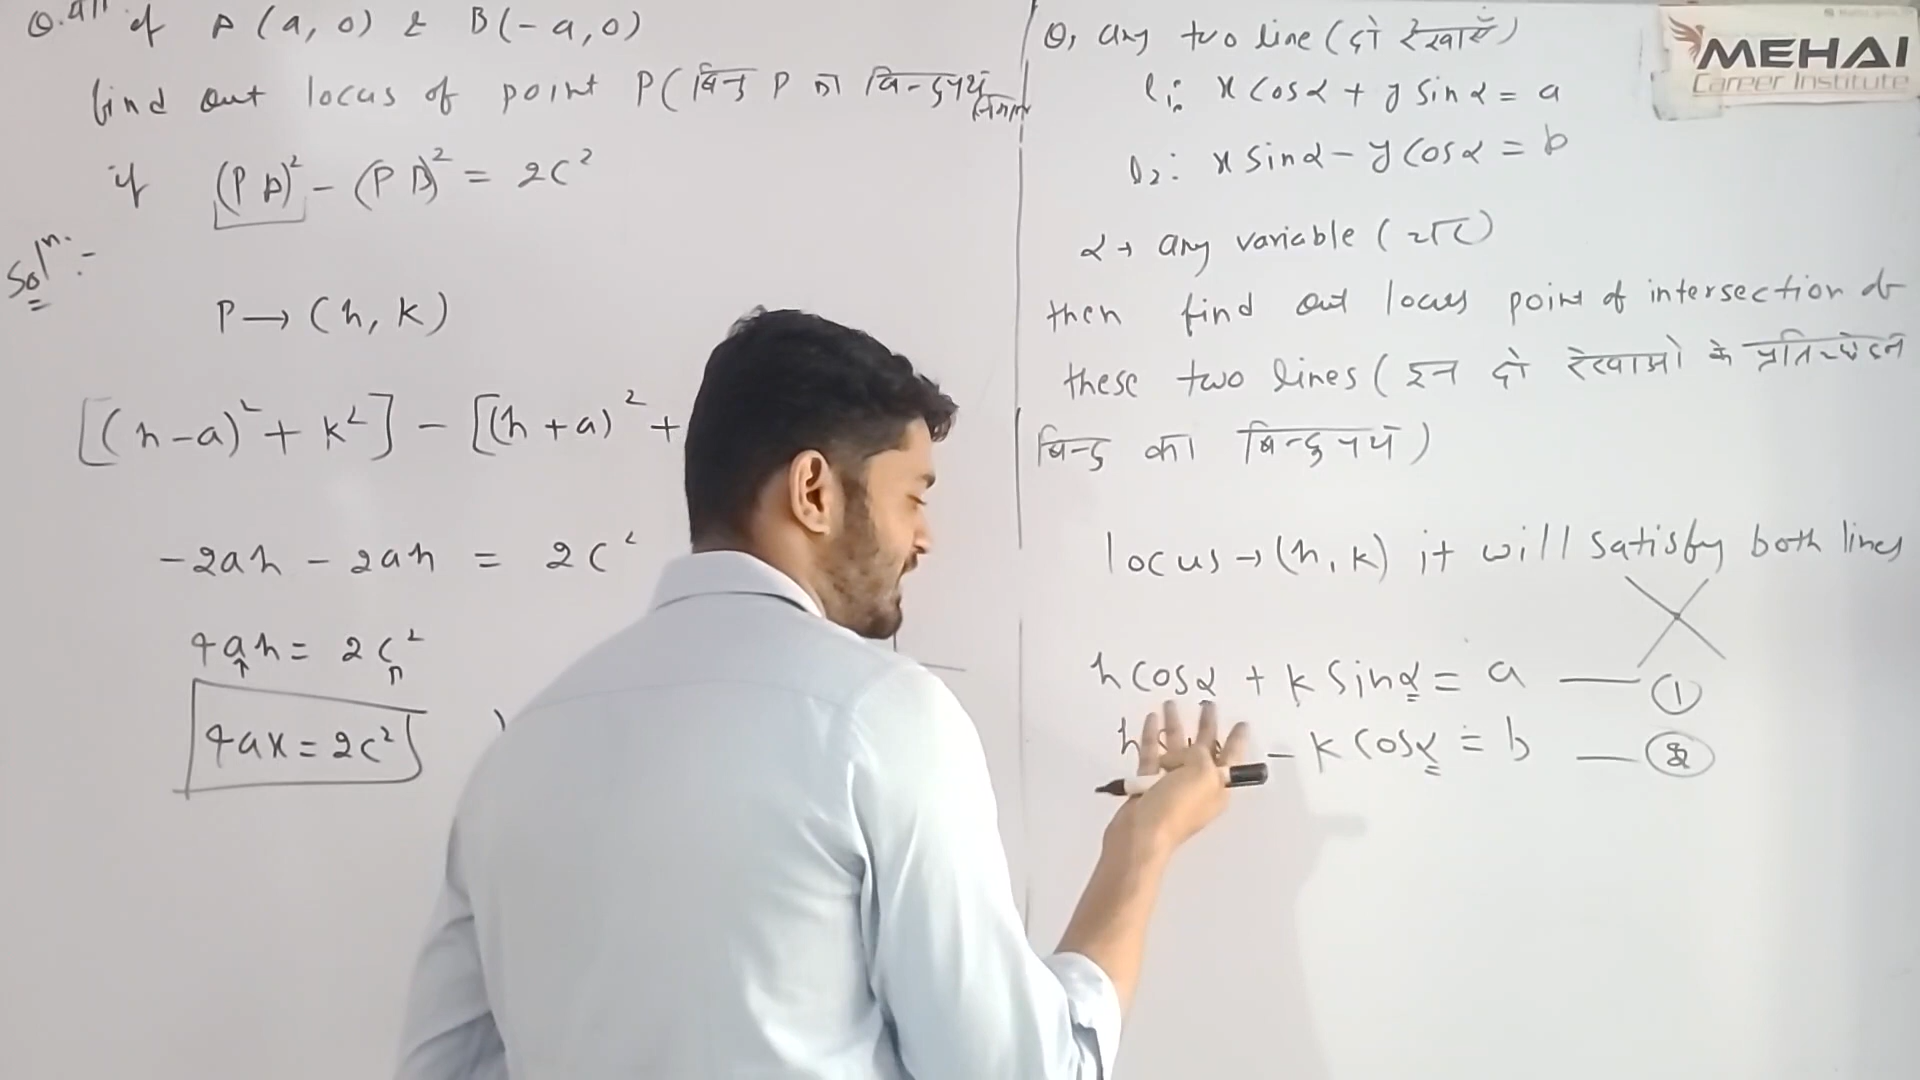 if A (a, 0) & B(-a, 0)
find out locus of point P (बिन्दु P का बिन्दुपथ
if (PA)² - (PB)² = 2c²
Solⁿ:-
P → (h, k)
[(h-a)² + k²] - [(h+a)² +
-2ah - 2ah = 2c²
4ah = 2c²
4ax = 2c²
Q, any two line (दो रेखायें)
l₁: x cosα + y sinα = a
l₂: x sinα - y cosα = b
α → any variable (
then find out locus point of intersection of
these two lines (इन दो रेखाओ के प्रतिच्छेदन
बिन्दु का बिन्दुपथ)
locus → (h, k) it will satisfy both lines
h cosα + k sinα = a — ①
h - k cosα = b — ②
MEHAI
Career Institute